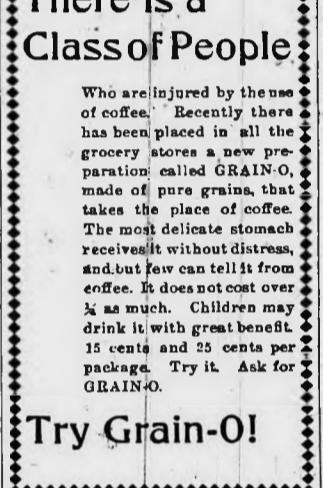 There is a
Class of People
Who are injured by the use
of coffee. Recently there
has been placed in all the
grocery stores a new pre-
paration called GRAIN-O,
made of pure grains, that
takes the place of coffee.
The most delicate stomach
receives it without distress,
and but few can tell it from
coffee. It does not cost over
¼ as much. Children may
drink it with great benefit.
15 cents and 25 cents per
package. Try it. Ask for
GRAIN-O.
Try Grain-O!